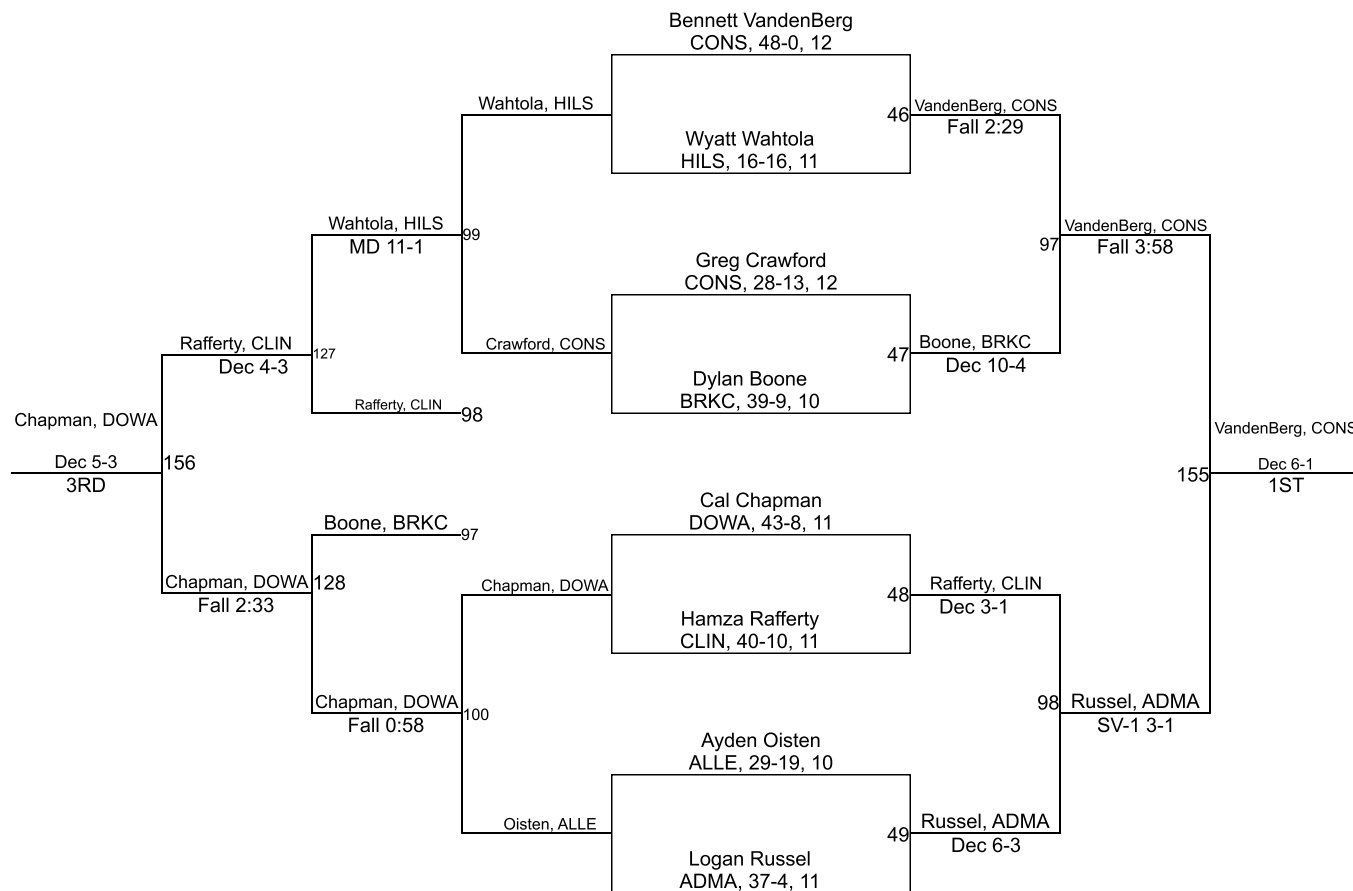 Bennett VandenBerg
CONS, 48-0, 12
Wahtola, HILS
46
VandenBerg, CONS
Fall 2:29
Wyatt Wahtola
HILS, 16-16, 11
Wahtola, HILS
MD 11-1
99
VandenBerg, CONS
97
Fall 3:58
Greg Crawford
CONS, 28-13, 12
Rafferty, CLIN
Dec 4-3
127
Crawford, CONS
47
Boone, BRKC
Dec 10-4
Dylan Boone
BRKC, 39-9, 10
Rafferty, CLIN
98
Chapman, DOWA
Dec 5-3
3RD
156
VandenBerg, CONS
155
Dec 6-1
1ST
Cal Chapman
DOWA, 43-8, 11
Boone, BRKC
97
Chapman, DOWA
Fall 2:33
128
Chapman, DOWA
48
Rafferty, CLIN
Dec 3-1
Hamza Rafferty
CLIN, 40-10, 11
Chapman, DOWA
Fall 0:58
100
98
Russel, ADMA
SV-1 3-1
Ayden Oisten
ALLE, 29-19, 10
Oisten, ALLE
49
Russel, ADMA
Dec 6-3
Logan Russel
ADMA, 37-4, 11